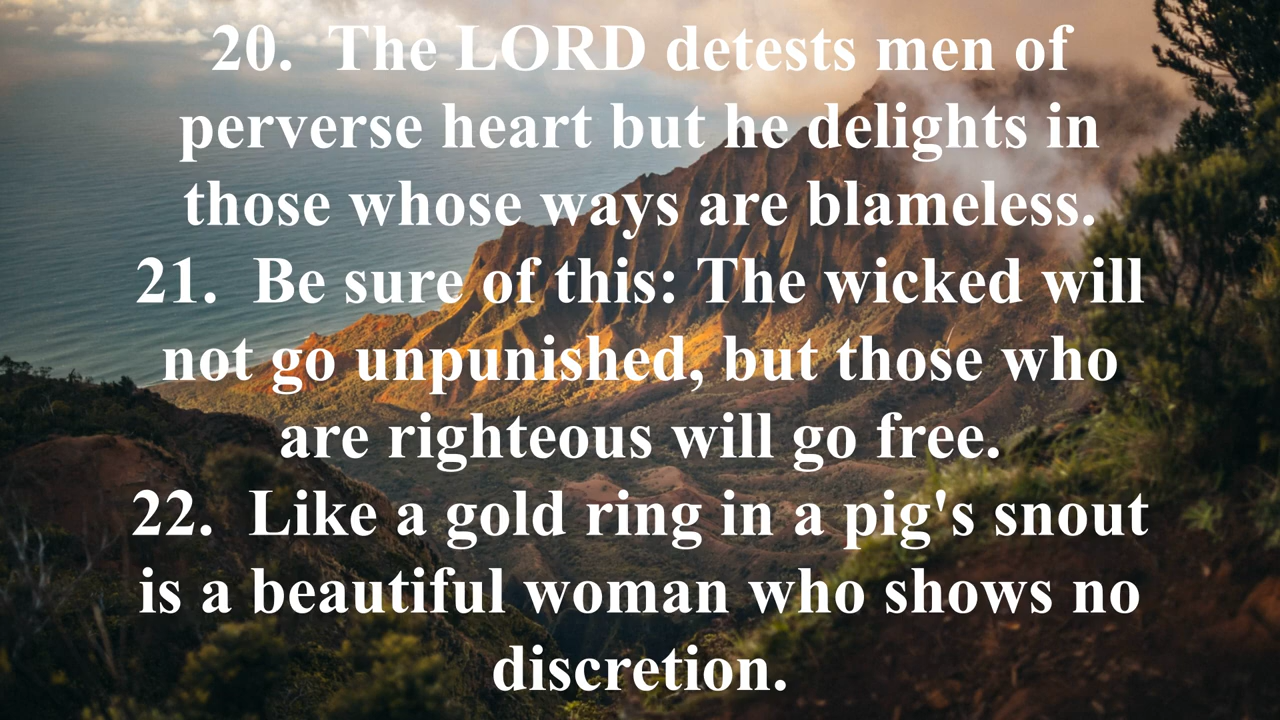 20.  The LORD detests men of
perverse heart but he delights in
those whose ways are blameless.
21.  Be sure of this: The wicked will
not go unpunished, but those who
are righteous will go free.
22.  Like a gold ring in a pig's snout
is a beautiful woman who shows no
discretion.